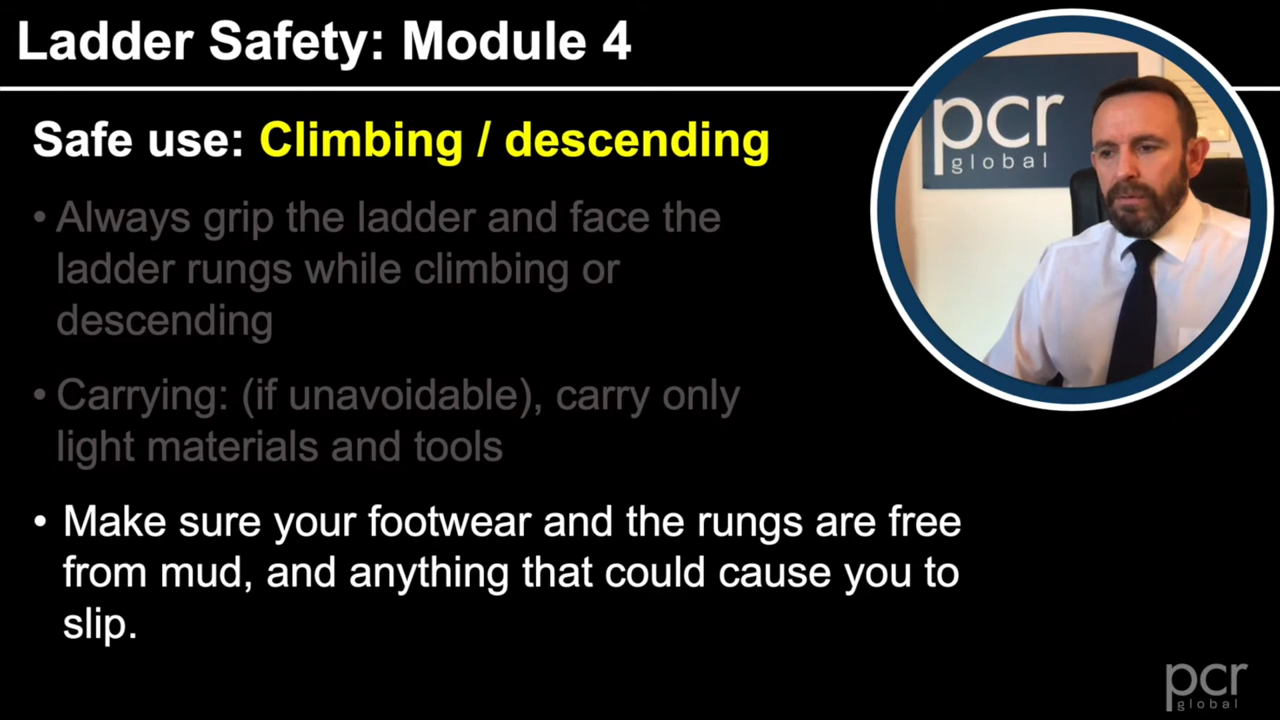 Ladder Safety: Module 4
pcr
global
Safe use: Climbing / descending
• Always grip the ladder and face the
ladder rungs while climbing or
descending
• Carrying: (if unavoidable), carry only
light materials and tools
• Make sure your footwear and the rungs are free
from mud, and anything that could cause you to
slip.
pcr
global